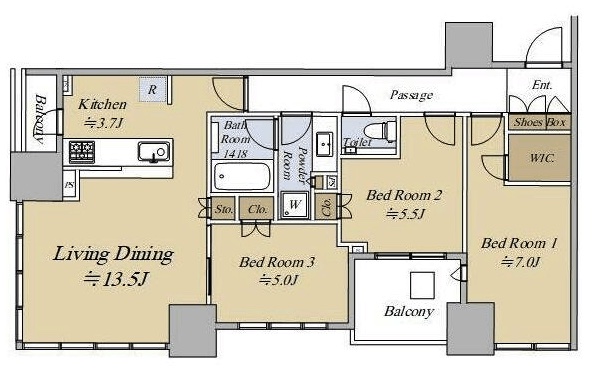 Ent.
Passage
Shoes Box
R
Kitchen
≒3.7J
Balcony
Bath
Room
1418
Powder
Room
Toilet
WIC.
PS
W
Sto.
Clo.
Clo.
Bed Room 2
≒5.5J
Bed Room 1
≒7.0J
Living Dining
≒13.5J
Bed Room 3
≒5.0J
Balcony